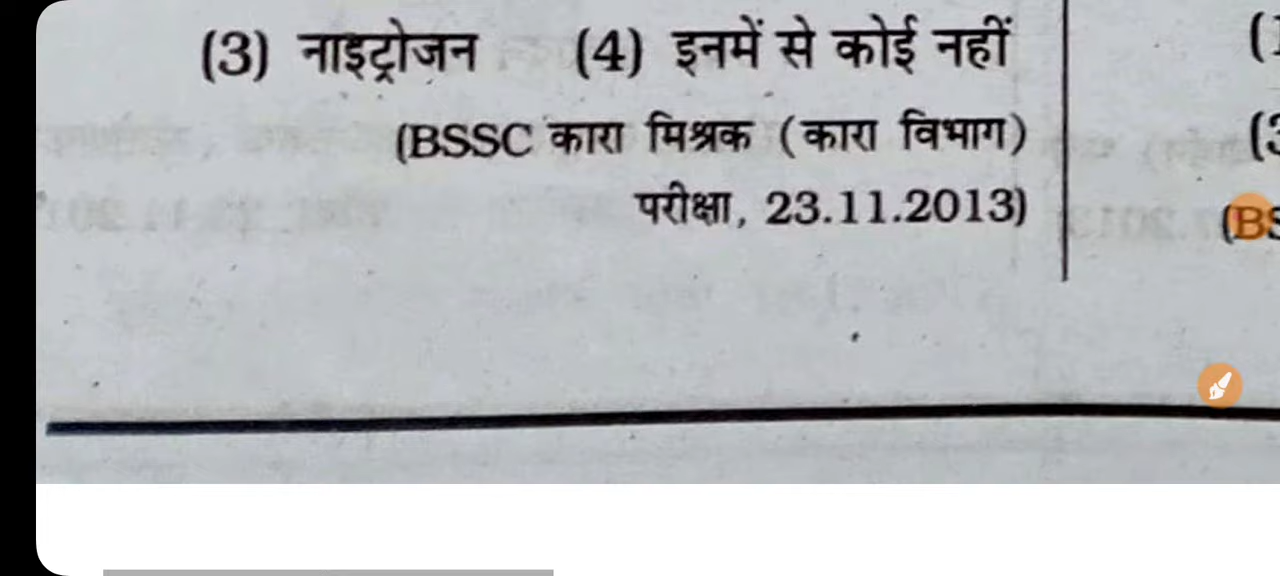 (3) नाइट्रोजन (4) इनमें से कोई नहीं
(BSSC कारा मिश्रक (कारा विभाग)
परीक्षा, 23.11.2013)